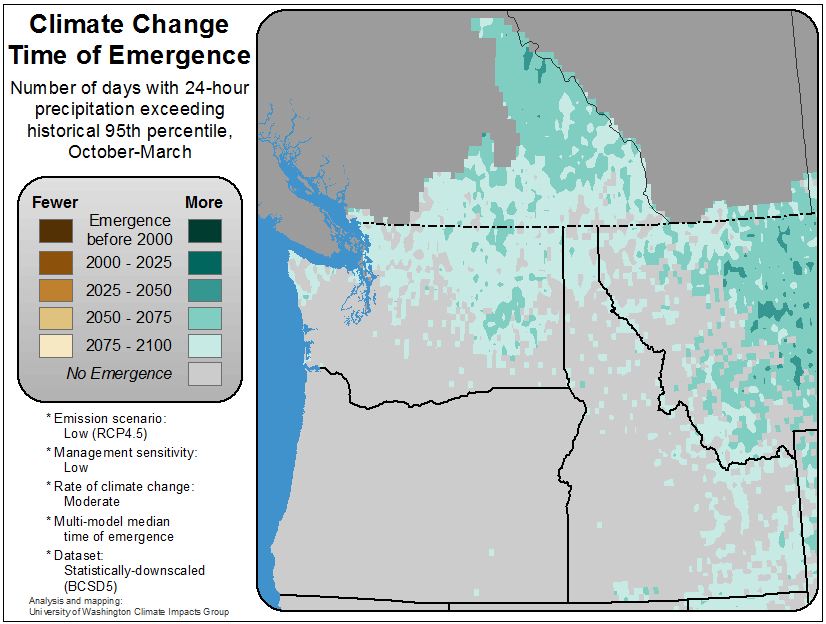 Climate Change
Time of Emergence
Number of days with 24-hour
precipitation exceeding
historical 95th percentile,
October-March
Fewer More
Emergence
before 2000
2000 - 2025
2025 - 2050
2050 - 2075
2075 - 2100
No Emergence
* Emission scenario:
Low (RCP4.5)
* Management sensitivity:
Low
* Rate of climate change:
Moderate
* Multi-model median
time of emergence
* Dataset:
Statistically-downscaled
(BCSD5)
Analysis and mapping:
University of Washington Climate Impacts Group